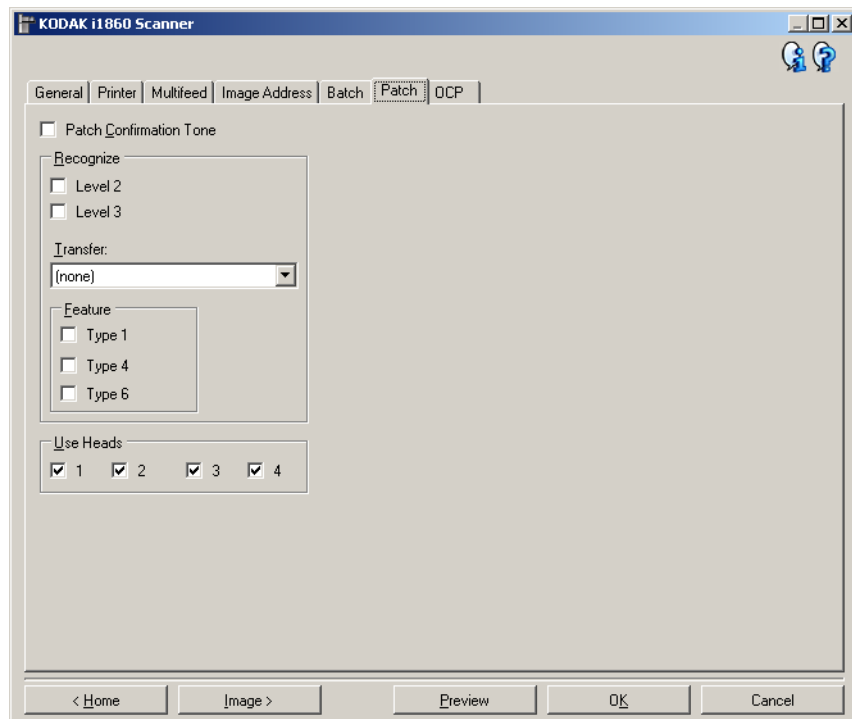 KODAK i1860 Scanner
General Printer Multifeed Image Address Batch Patch OCP
Patch Confirmation Tone
Recognize
Level 2
Level 3
Transfer:
(none)
Feature
Type 1
Type 4
Type 6
Use Heads
1 2 3 4
< Home Image > Preview OK Cancel